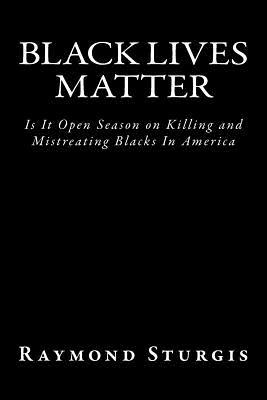 BLACK LIVES
MATTER
Is It Open Season on Killing and
Mistreating Blacks In America
RAYMOND STURGIS